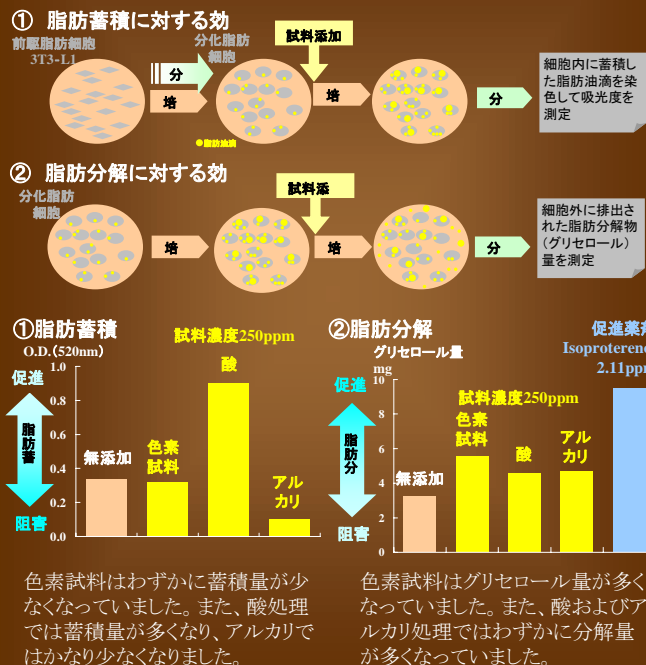 ① 脂肪蓄積に対する効
前駆脂肪細胞
3T3-L1
分
培
分化脂肪
細胞
試料添加
培
分
細胞内に蓄積し
た脂肪油滴を染
色して吸光度を
測定
●脂肪油滴
② 脂肪分解に対する効
分化脂肪
細胞
培
試料添
培
分
細胞外に排出さ
れた脂肪分解物
(グリセロール)
量を測定
①脂肪蓄積
O.D.(520nm)
試料濃度250ppm
促進
脂肪蓄
阻害
1.0
0.8
0.6
0.4
0.2
0.0
無添加
色素
試料
酸
アル
カリ
②脂肪分解
グリセロール量
mg
促進薬剤
Isoproterenol
2.11ppm
試料濃度250ppm
促進
脂肪分
阻害
10
8
6
4
2
0
無添加
色素
試料
酸
アル
カリ
色素試料はわずかに蓄積量が少
なくなっていました。また、酸処理
では蓄積量が多くなり、アルカリで
はかなり少なくなりました。
色素試料はグリセロール量が多く
なっていました。また、酸およびア
ルカリ処理ではわずかに分解量
が多くなっていました。